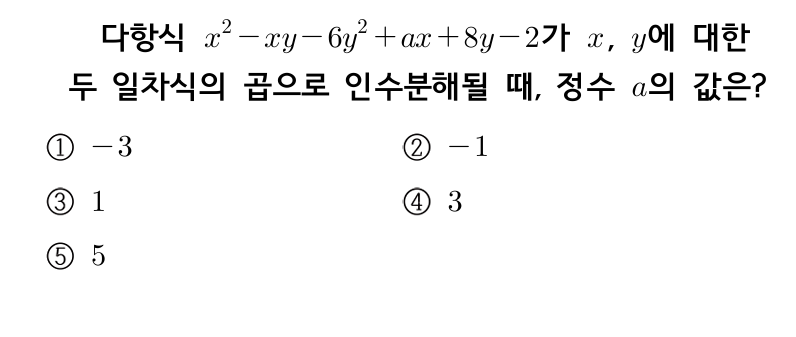 다항식 $x^2-xy-6y^2+ax+8y-2$가 $x$, $y$에 대한
두 일차식의 곱으로 인수분해될 때, 정수 $a$의 값은?
① $-3$ ② $-1$
③ $1$ ④ $3$
⑤ $5$